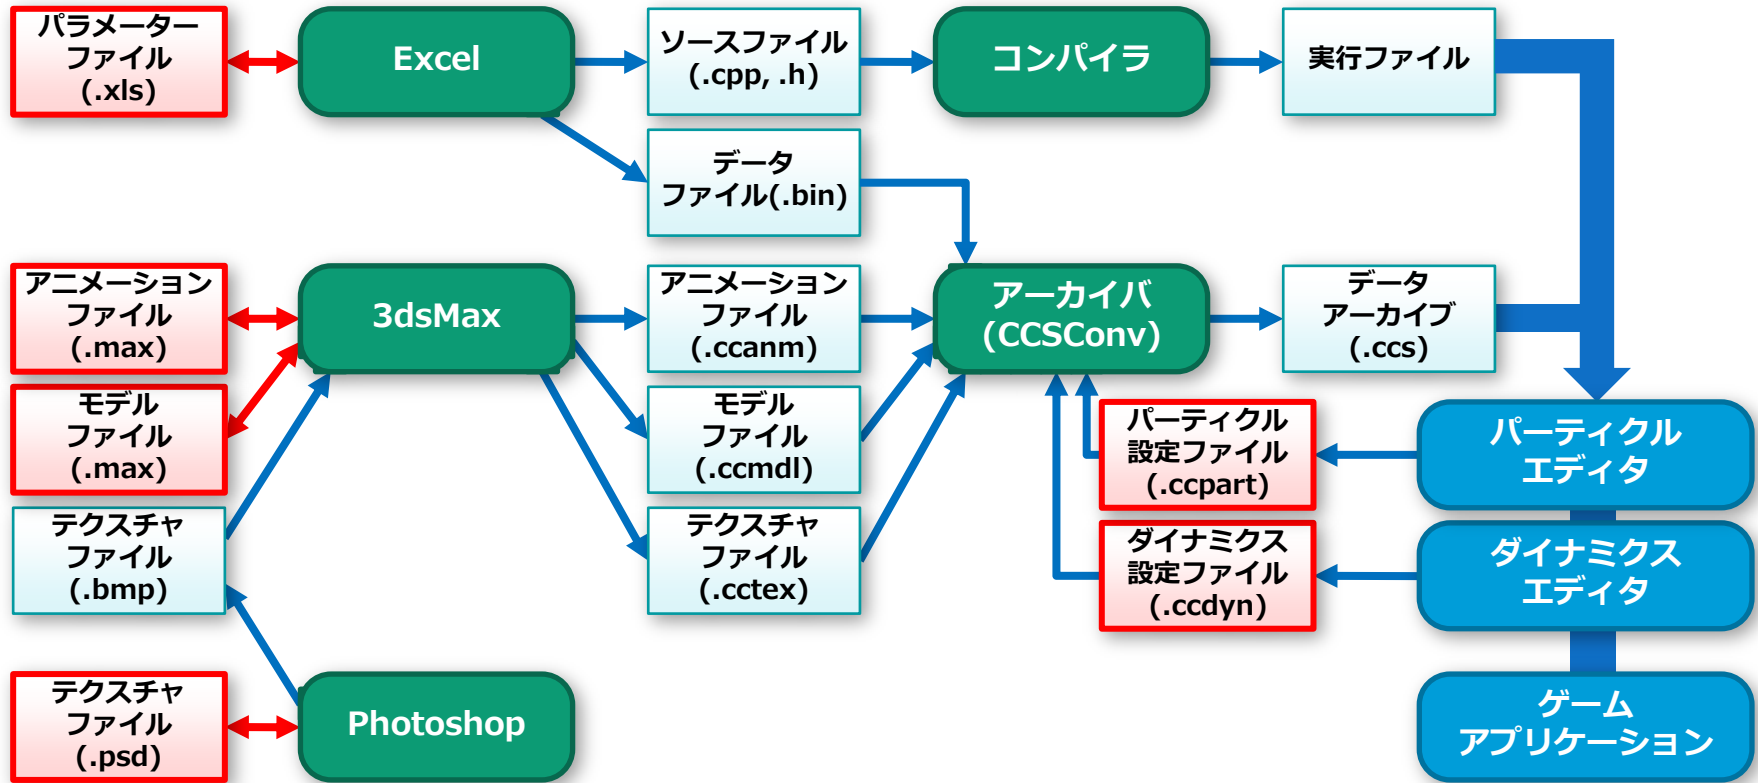 パラメーター
ファイル
(.xls)
Excel
ソースファイル
(.cpp, .h)
コンパイラ
実行ファイル
データ
ファイル(.bin)
アニメーション
ファイル
(.max)
3dsMax
アニメーション
ファイル
(.ccanm)
アーカイバ
(CCSConv)
データ
アーカイブ
(.ccs)
モデル
ファイル
(.max)
モデル
ファイル
(.ccmdl)
パーティクル
設定ファイル
(.ccpart)
パーティクル
エディタ
テクスチャ
ファイル
(.bmp)
テクスチャ
ファイル
(.cctex)
ダイナミクス
設定ファイル
(.ccdyn)
ダイナミクス
エディタ
テクスチャ
ファイル
(.psd)
Photoshop
ゲーム
アプリケーション